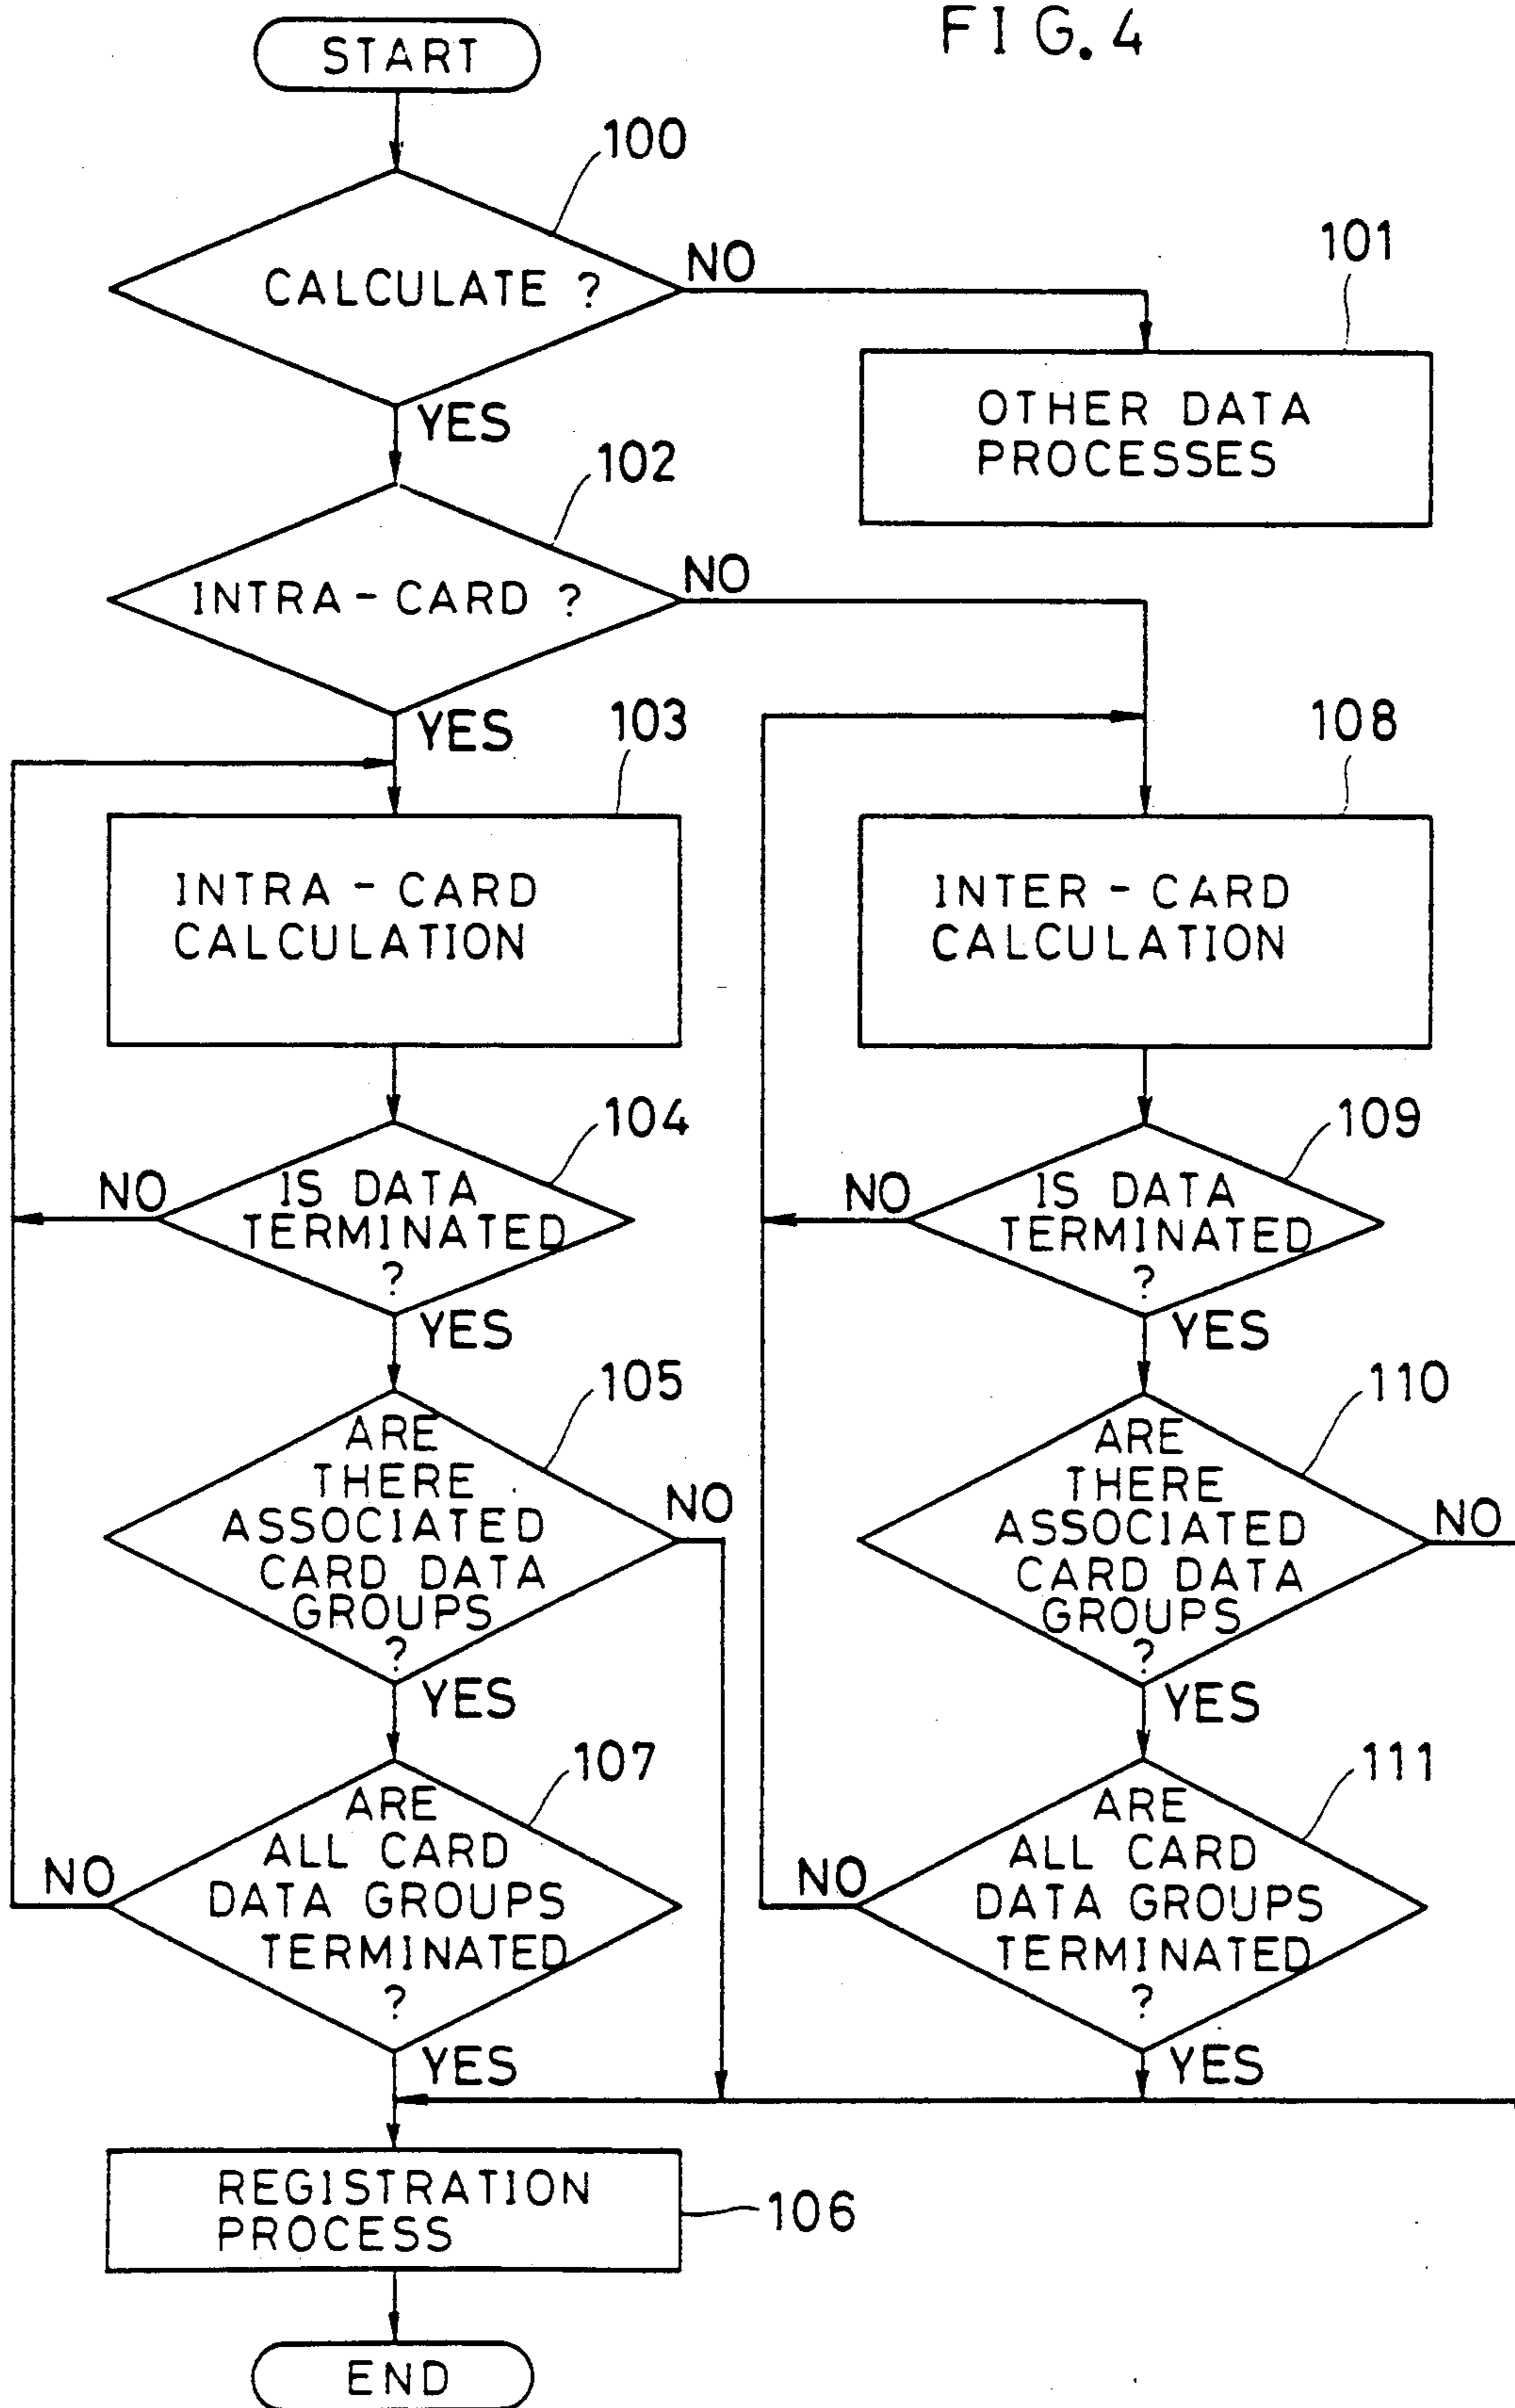 FIG. 4
START
100
CALCULATE ?
NO
101
OTHER DATA
PROCESSES
YES
102
INTRA-CARD ?
NO
YES
103
INTRA-CARD
CALCULATION
108
INTER-CARD
CALCULATION
104
IS DATA
TERMINATED
?
NO
YES
109
IS DATA
TERMINATED
?
NO
YES
105
ARE
THERE
ASSOCIATED
CARD DATA
GROUPS
?
NO
YES
110
ARE
THERE
ASSOCIATED
CARD DATA
GROUPS
?
NO
YES
107
ARE
ALL CARD
DATA GROUPS
TERMINATED
?
NO
YES
111
ARE
ALL CARD
DATA GROUPS
TERMINATED
?
NO
YES
REGISTRATION
PROCESS
106
END